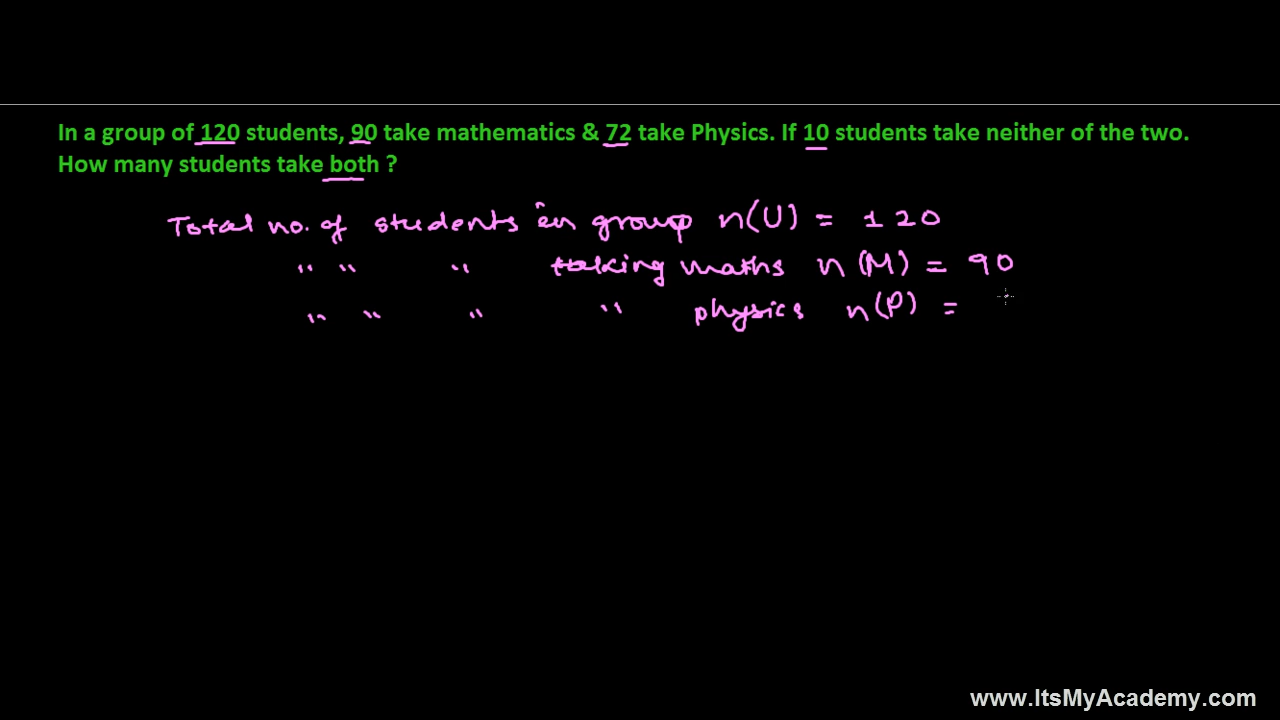 In a group of 120 students, 90 take mathematics & 72 take Physics. If 10 students take neither of the two.
How many students take both ?
Total no. of students in group n(U) = 120
" " " taking maths n(M) = 90
" " " " physics n(P) =
www.ItsMyAcademy.com